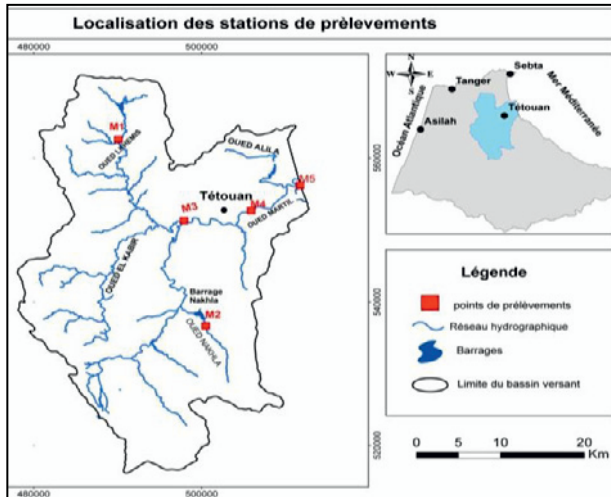 Localisation des stations de prèlevements
480000
500000
M1
OUED LREMIS
OUED ALILA
M5
Tétouan
M4
OUED MARTIL
M3
OUED EL KABIR
Barrage
Nakhla
M2
OUED NAKHLA
480000
500000
560000
540000
520000
N
W
E
S
Sebta
Tanger
Mer Méditerranée
Océan Atlantique
Tétouan
Asilah
Légende
points de prélèvements
Réseau hydrographique
Barrages
Limite du bassin versant
0 5 10 20
Km